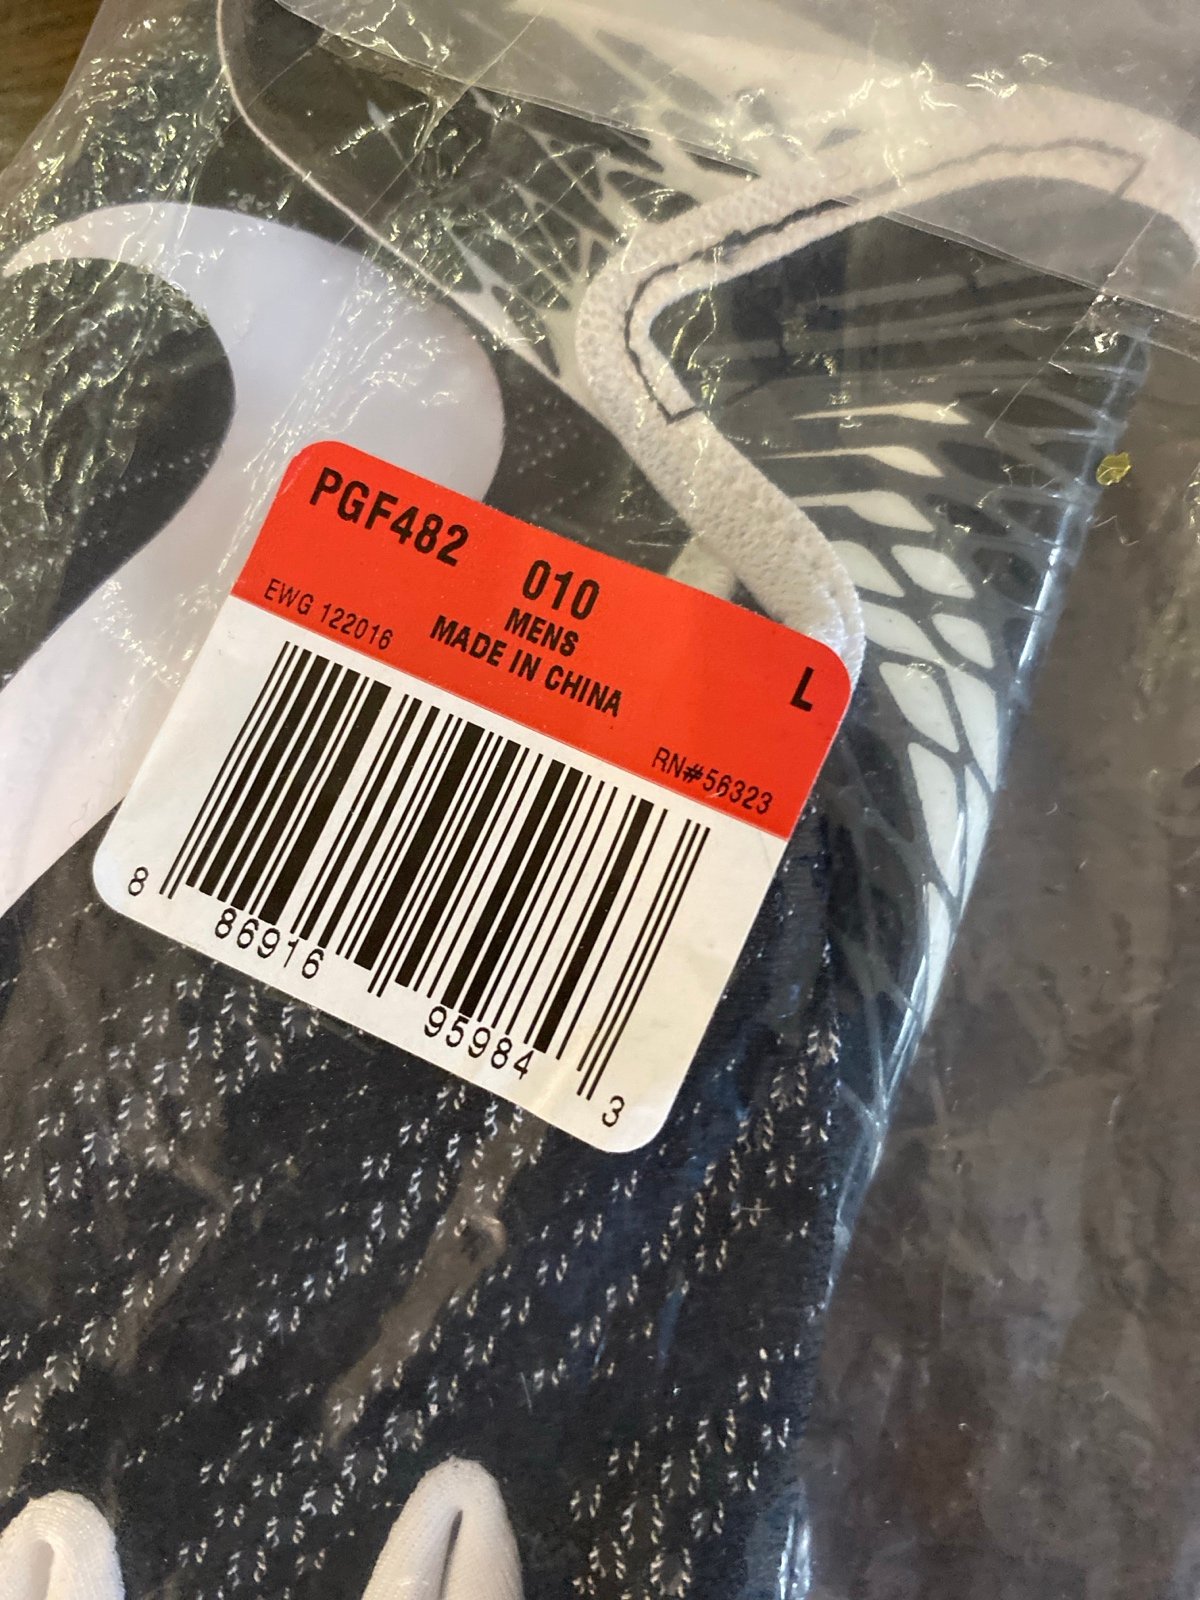 PGF482 010
MENS
EWG 122016 MADE IN CHINA
L
RN#56323
8 86916 95984 3